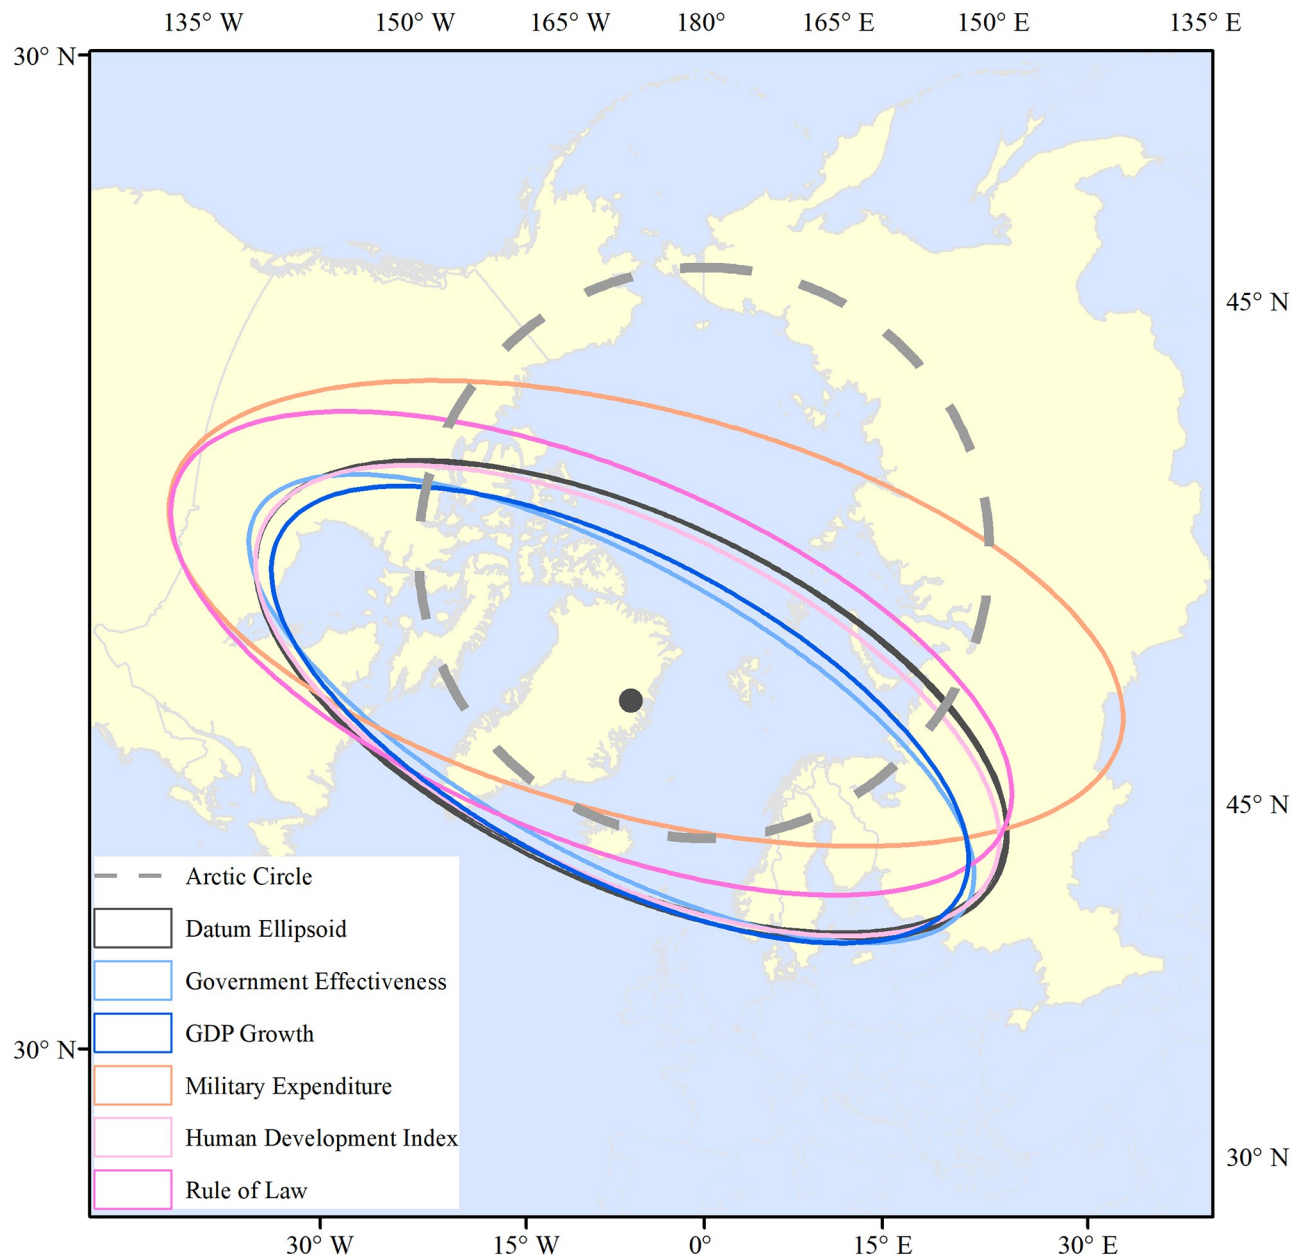 135° W 150° W 165° W 180° 165° E 150° E 135° E
30° N
45° N
45° N
Arctic Circle
Datum Ellipsoid
Government Effectiveness
GDP Growth
30° N
Military Expenditure
Human Development Index
30° N
Rule of Law
30° W 15° W 0° 15° E 30° E